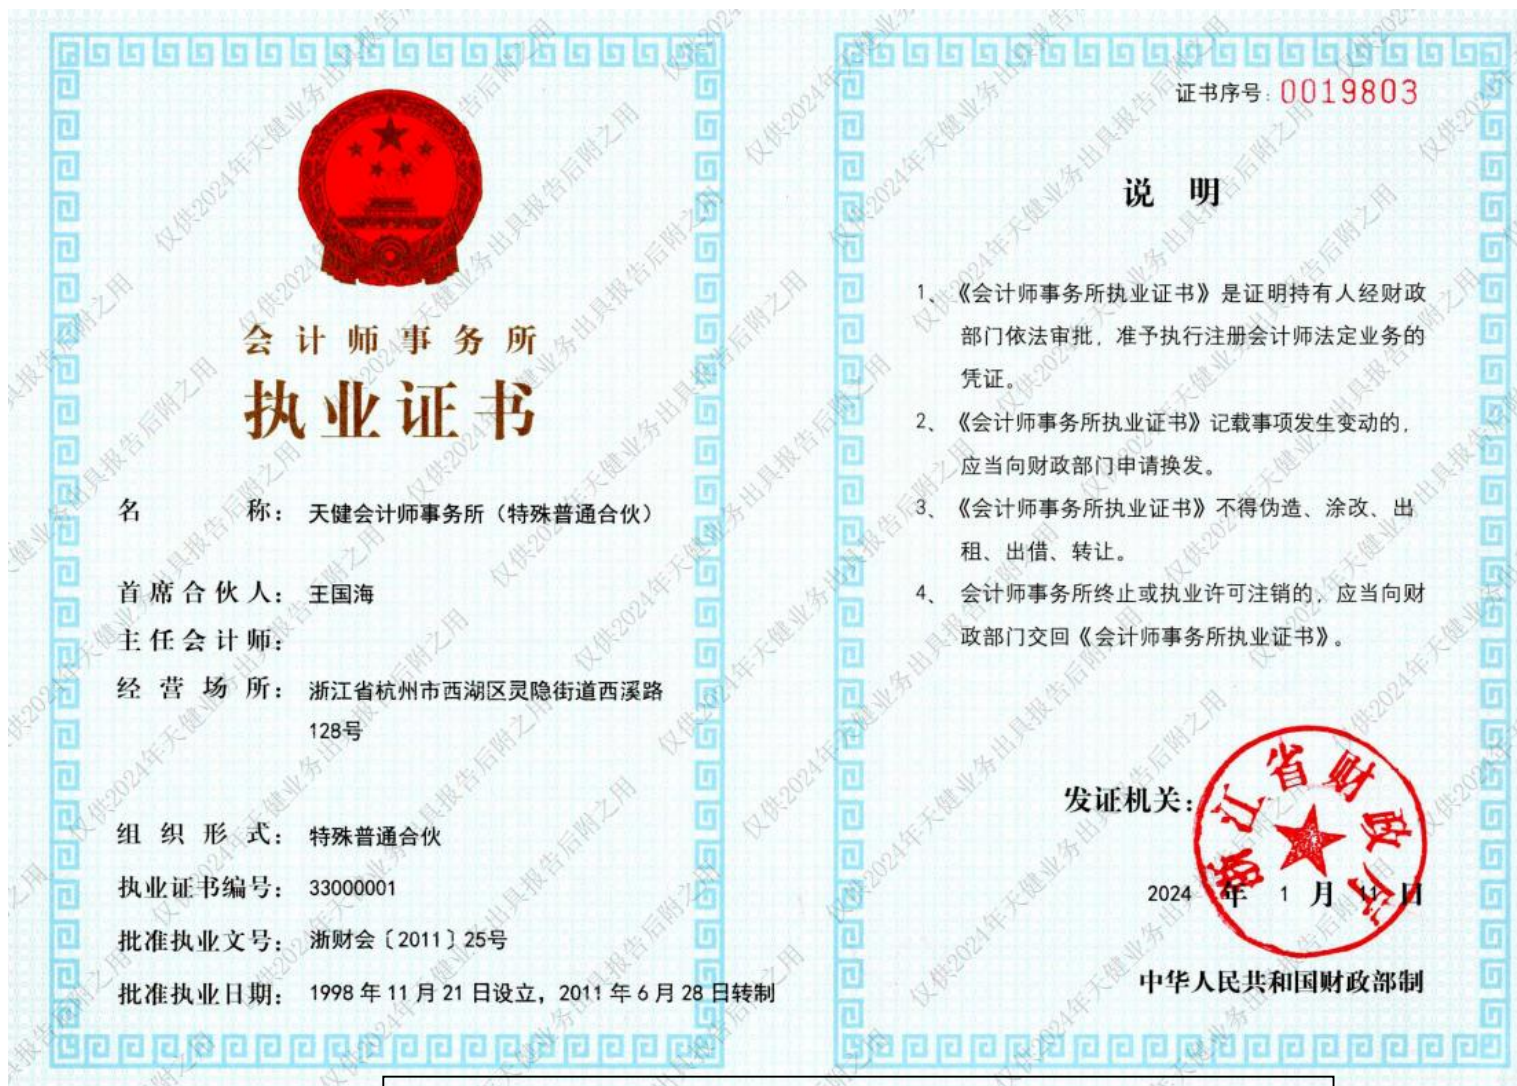 会计师事务所
执业证书
名 称： 天健会计师事务所（特殊普通合伙）
首席合伙人： 王国海
主任会计师：
经营场所： 浙江省杭州市西湖区灵隐街道西溪路
128号
组织形式： 特殊普通合伙
执业证书编号： 33000001
批准执业文号： 浙财会〔2011〕25号
批准执业日期： 1998年11月21日设立，2011年6月28日转制
证书序号：0019803
说 明
1、《会计师事务所执业证书》是证明持有人经财政
部门依法审批，准予执行注册会计师法定业务的
凭证。
2、《会计师事务所执业证书》记载事项发生变动的，
应当向财政部门申请换发。
3、《会计师事务所执业证书》不得伪造、涂改、出
租、出借、转让。
4、 会计师事务所终止或执业许可注销的，应当向财
政部门交回《会计师事务所执业证书》。
发证机关：
浙江省财政厅
2024 年 1 月 11 日
中华人民共和国财政部制
仅供2024年天健业务出具报告后附之用